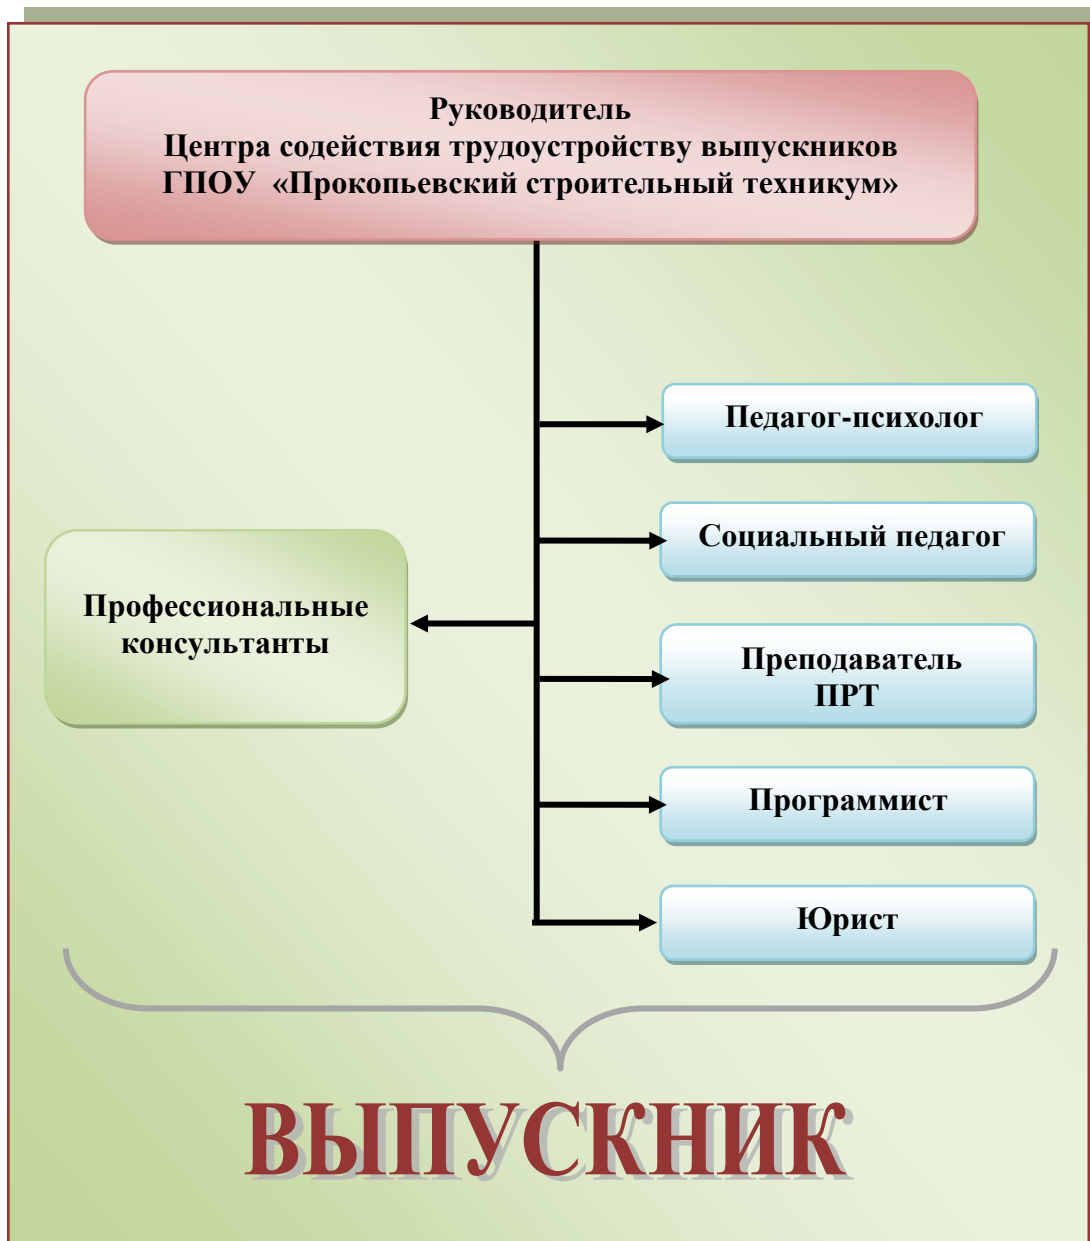 Руководитель
Центра содействия трудоустройству выпускников
ГПОУ «Прокопьевский строительный техникум»
Педагог-психолог
Социальный педагог
Профессиональные
консультанты
Преподаватель
ПРТ
Программист
Юрист
ВЫПУСКНИК